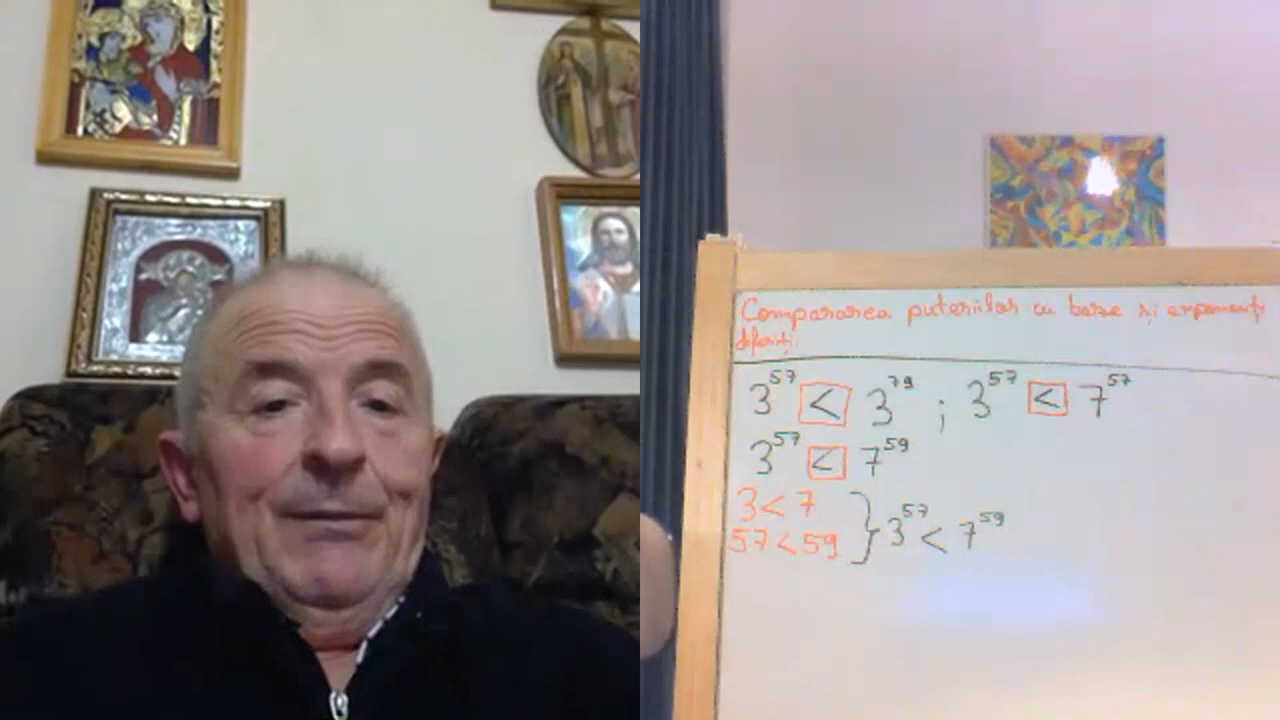 Compararea puterilor cu baze și exponenți
diferiți.
3^57 < 3^79 ; 3^57 < 7^57
3^57 < 7^59
3 < 7
57 < 59 } 3^57 < 7^59